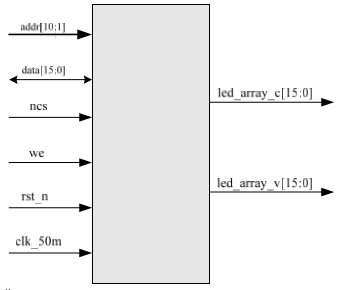 addr[10:1]
data[15:0]
ncs
we
rst_n
clk_50m
led_array_c[15:0]
led_array_v[15:0]